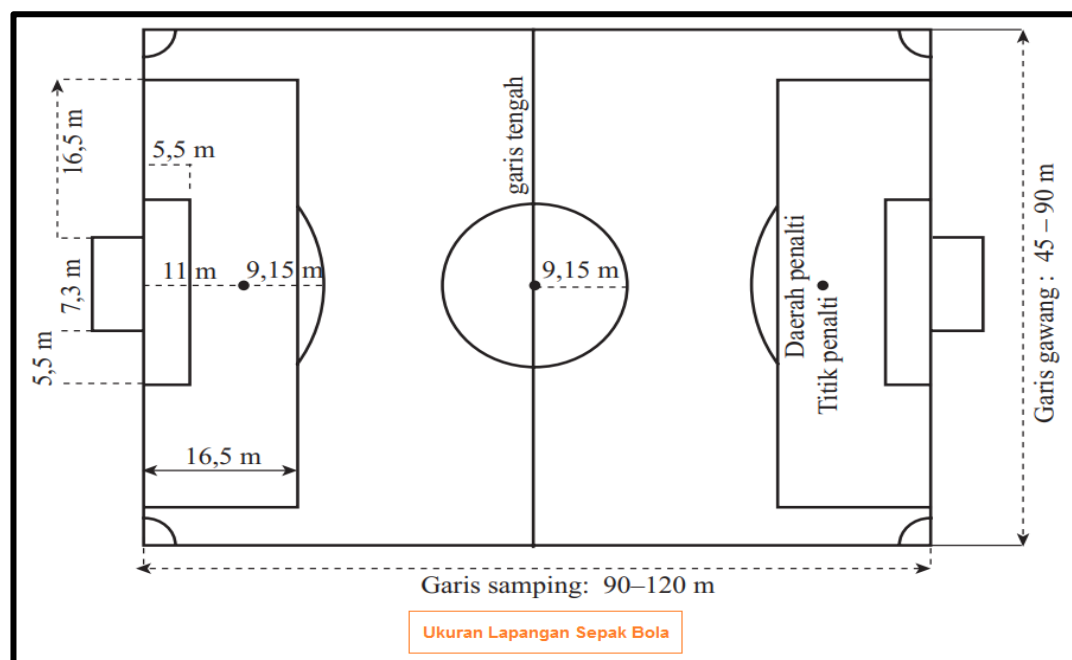 garis tengah
16,5 m
5,5 m
11 m
9,15 m
9,15 m
7,3 m
5,5 m
16,5 m
Daerah penalti
Titik penalti
Garis gawang : 45 – 90 m
Garis samping: 90–120 m
Ukuran Lapangan Sepak Bola